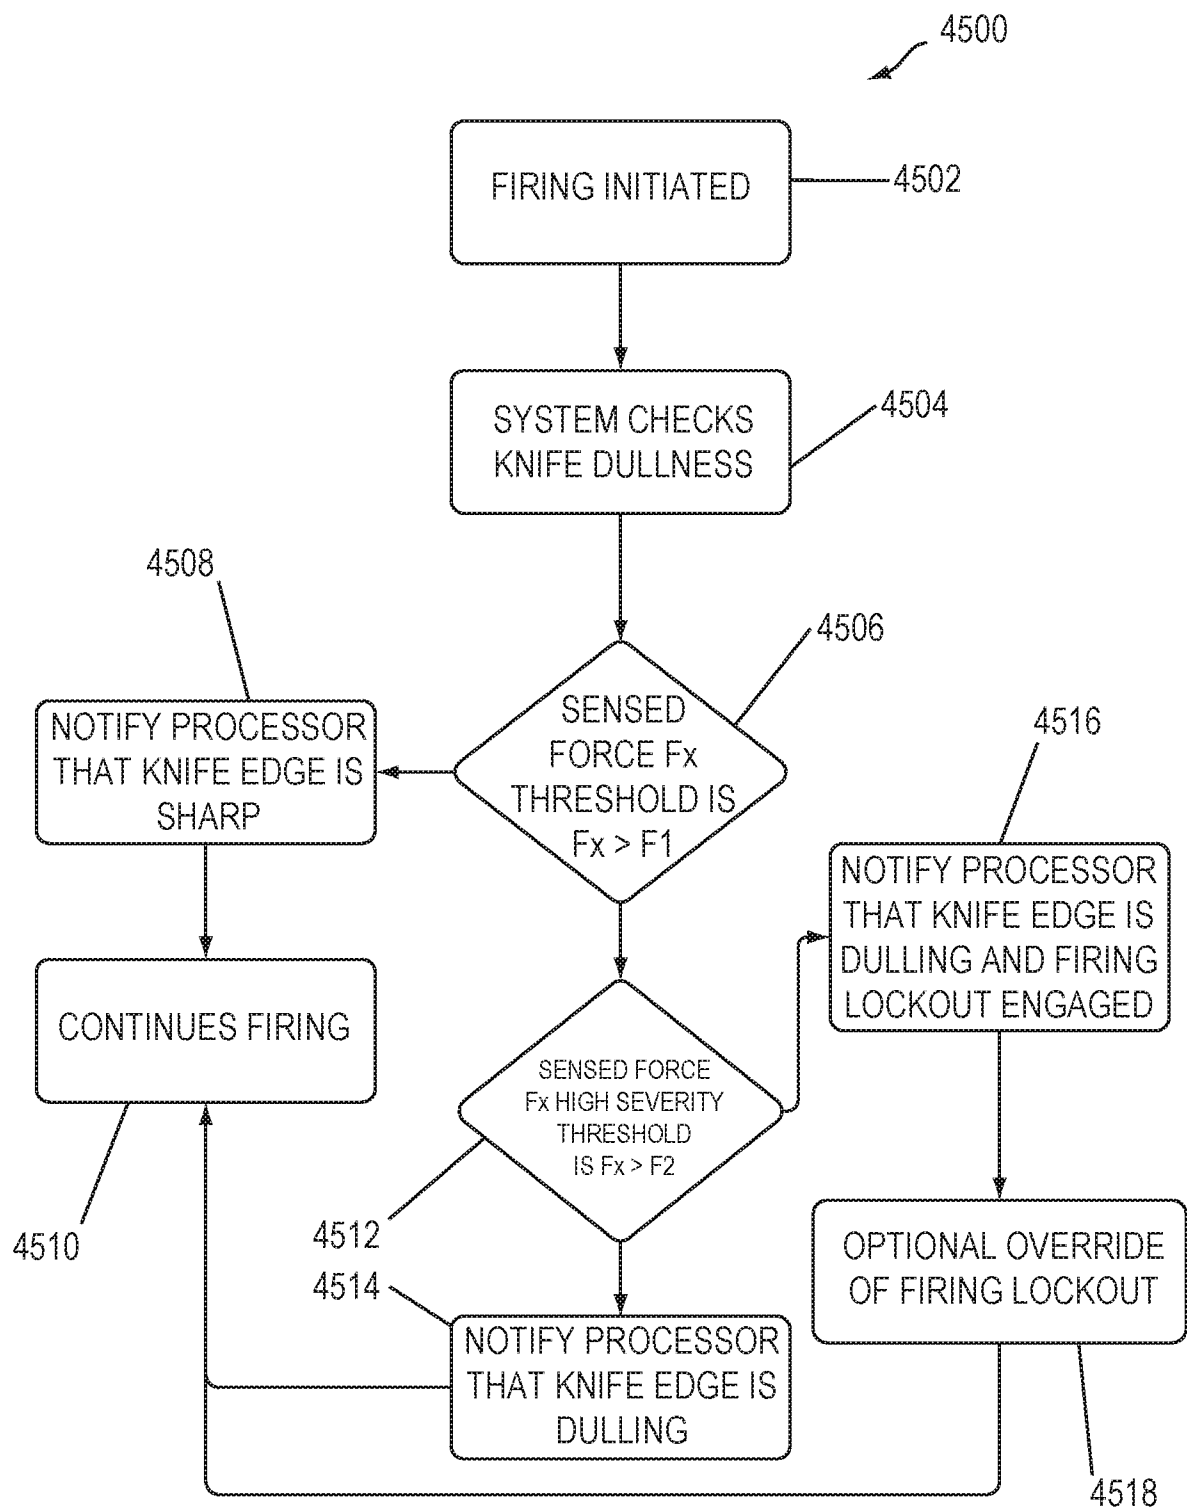 4500
FIRING INITIATED
4502
SYSTEM CHECKS
KNIFE DULLNESS
4504
4508
4506
SENSED
FORCE Fx
THRESHOLD IS
Fx > F1
NOTIFY PROCESSOR
THAT KNIFE EDGE IS
SHARP
4516
NOTIFY PROCESSOR
THAT KNIFE EDGE IS
DULLING AND FIRING
LOCKOUT ENGAGED
CONTINUES FIRING
4510
SENSED FORCE
Fx HIGH SEVERITY
THRESHOLD
IS Fx > F2
4512
4514
NOTIFY PROCESSOR
THAT KNIFE EDGE IS
DULLING
OPTIONAL OVERRIDE
OF FIRING LOCKOUT
4518